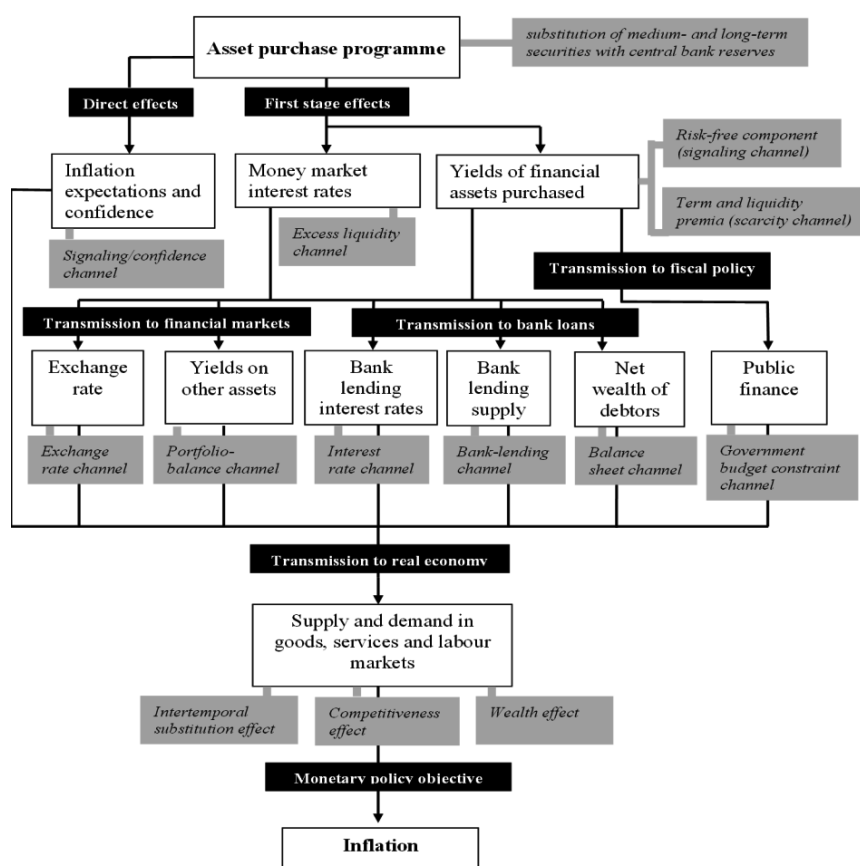 Asset purchase programme
substitution of medium- and long-term
securities with central bank reserves
Direct effects
First stage effects
Inflation
expectations and
confidence
Money market
interest rates
Yields of financial
assets purchased
Risk-free component
(signaling channel)
Term and liquidity
premia (scarcity channel)
Signaling/confidence
channel
Excess liquidity
channel
Transmission to fiscal policy
Transmission to financial markets
Transmission to bank loans
Exchange
rate
Yields on
other assets
Bank
lending
interest rates
Bank
lending
supply
Net
wealth of
debtors
Public
finance
Exchange
rate channel
Portfolio-
balance channel
Interest
rate channel
Bank-lending
channel
Balance
sheet channel
Government
budget constraint
channel
Transmission to real economy
Supply and demand in
goods, services and labour
markets
Intertemporal
substitution effect
Competitiveness
effect
Wealth effect
Monetary policy objective
Inflation